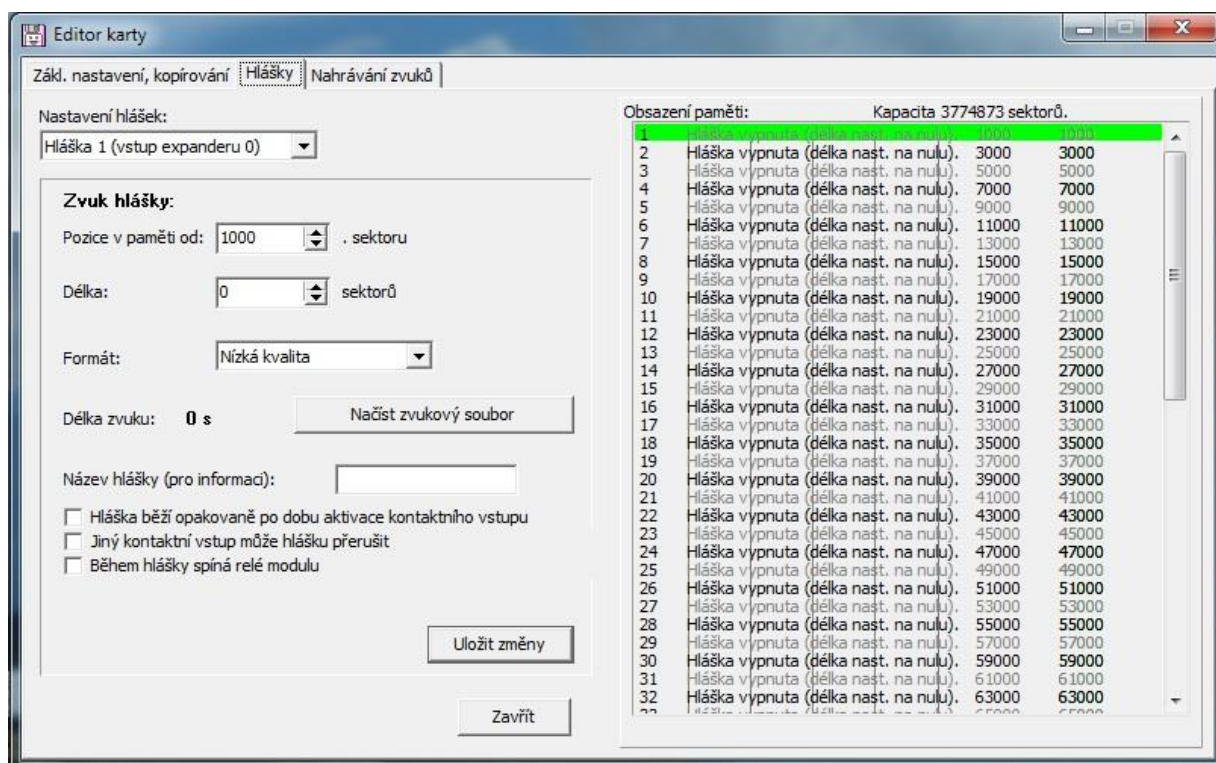 Editor karty
Zákl. nastavení, kopírování Hlášky Nahrávání zvuků
Nastavení hlášek:
Hláška 1 (vstup expanderu 0)
Zvuk hlášky:
Pozice v paměti od: 1000 . sektoru
Délka: 0 sektorů
Formát: Nízká kvalita
Délka zvuku: 0 s Načíst zvukový soubor
Název hlášky (pro informaci):
Hláška běží opakovaně po dobu aktivace kontaktního vstupu
Jiný kontaktní vstup může hlášku přerušit
Během hlášky spíná relé modulu
Uložit změny
Zavřít
Obsazení paměti: Kapacita 3774873 sektorů.
1 Hláška vypnuta (délka nast. na nulu). 1000 1000
2 Hláška vypnuta (délka nast. na nulu). 3000 3000
3 Hláška vypnuta (délka nast. na nulu). 5000 5000
4 Hláška vypnuta (délka nast. na nulu). 7000 7000
5 Hláška vypnuta (délka nast. na nulu). 9000 9000
6 Hláška vypnuta (délka nast. na nulu). 11000 11000
7 Hláška vypnuta (délka nast. na nulu). 13000 13000
8 Hláška vypnuta (délka nast. na nulu). 15000 15000
9 Hláška vypnuta (délka nast. na nulu). 17000 17000
10 Hláška vypnuta (délka nast. na nulu). 19000 19000
11 Hláška vypnuta (délka nast. na nulu). 21000 21000
12 Hláška vypnuta (délka nast. na nulu). 23000 23000
13 Hláška vypnuta (délka nast. na nulu). 25000 25000
14 Hláška vypnuta (délka nast. na nulu). 27000 27000
15 Hláška vypnuta (délka nast. na nulu). 29000 29000
16 Hláška vypnuta (délka nast. na nulu). 31000 31000
17 Hláška vypnuta (délka nast. na nulu). 33000 33000
18 Hláška vypnuta (délka nast. na nulu). 35000 35000
19 Hláška vypnuta (délka nast. na nulu). 37000 37000
20 Hláška vypnuta (délka nast. na nulu). 39000 39000
21 Hláška vypnuta (délka nast. na nulu). 41000 41000
22 Hláška vypnuta (délka nast. na nulu). 43000 43000
23 Hláška vypnuta (délka nast. na nulu). 45000 45000
24 Hláška vypnuta (délka nast. na nulu). 47000 47000
25 Hláška vypnuta (délka nast. na nulu). 49000 49000
26 Hláška vypnuta (délka nast. na nulu). 51000 51000
27 Hláška vypnuta (délka nast. na nulu). 53000 53000
28 Hláška vypnuta (délka nast. na nulu). 55000 55000
29 Hláška vypnuta (délka nast. na nulu). 57000 57000
30 Hláška vypnuta (délka nast. na nulu). 59000 59000
31 Hláška vypnuta (délka nast. na nulu). 61000 61000
32 Hláška vypnuta (délka nast. na nulu). 63000 63000